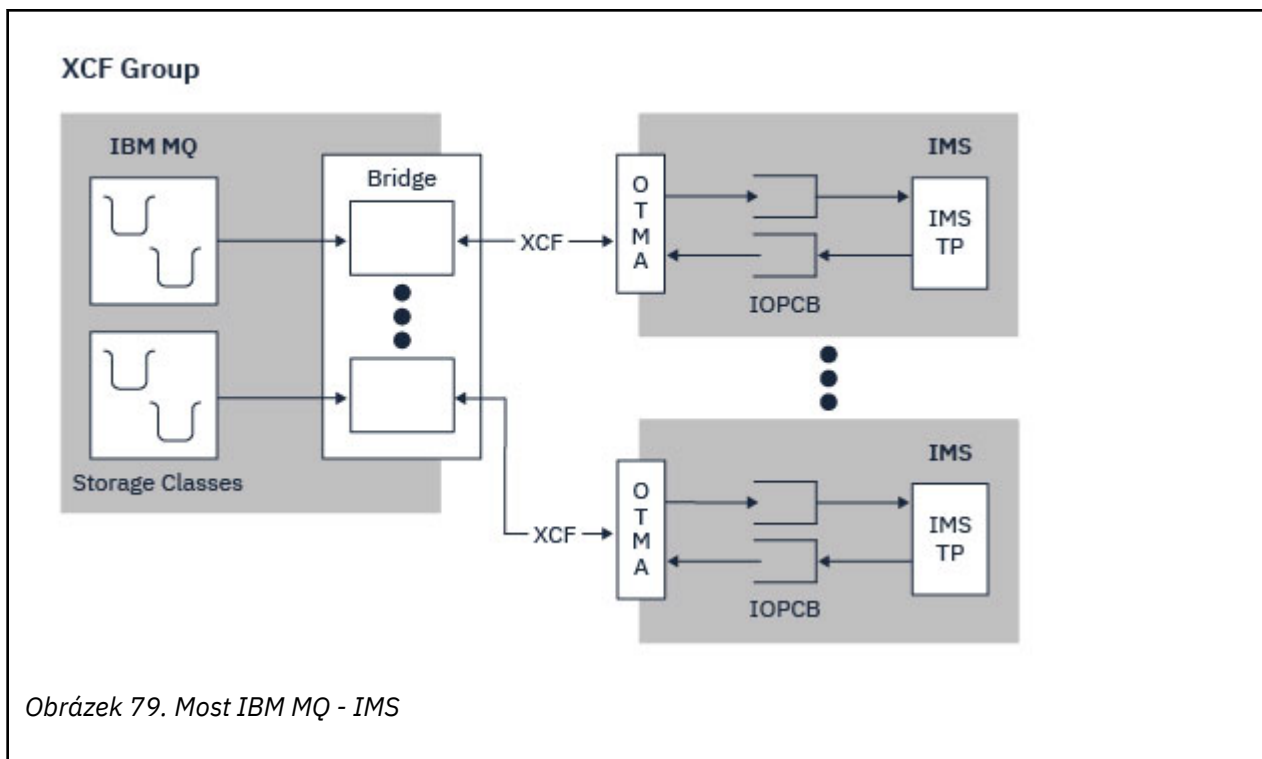 XCF Group
IBM MQ
Bridge
Storage Classes
XCF
O
T
M
A
IOPCB
IMS
IMS
TP
XCF
O
T
M
A
IOPCB
IMS
IMS
TP
Obrázek 79. Most IBM MQ - IMS